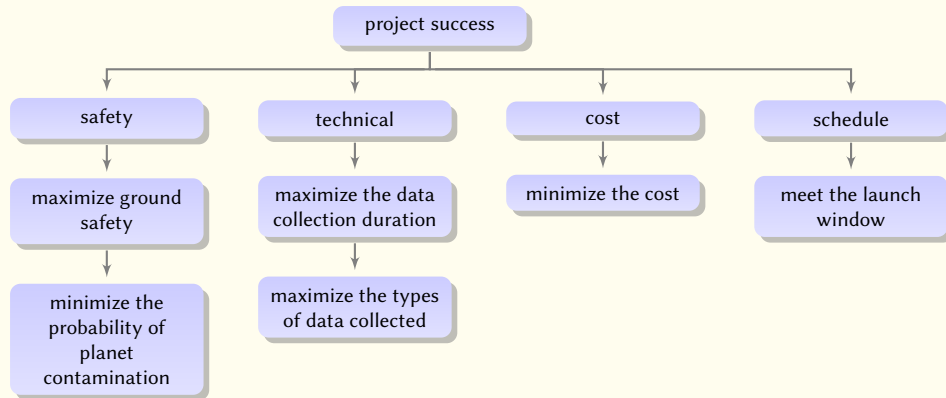 project success
safety
technical
cost
schedule
maximize ground
safety
maximize the data
collection duration
minimize the cost
meet the launch
window
minimize the
probability of
planet
contamination
maximize the types
of data collected